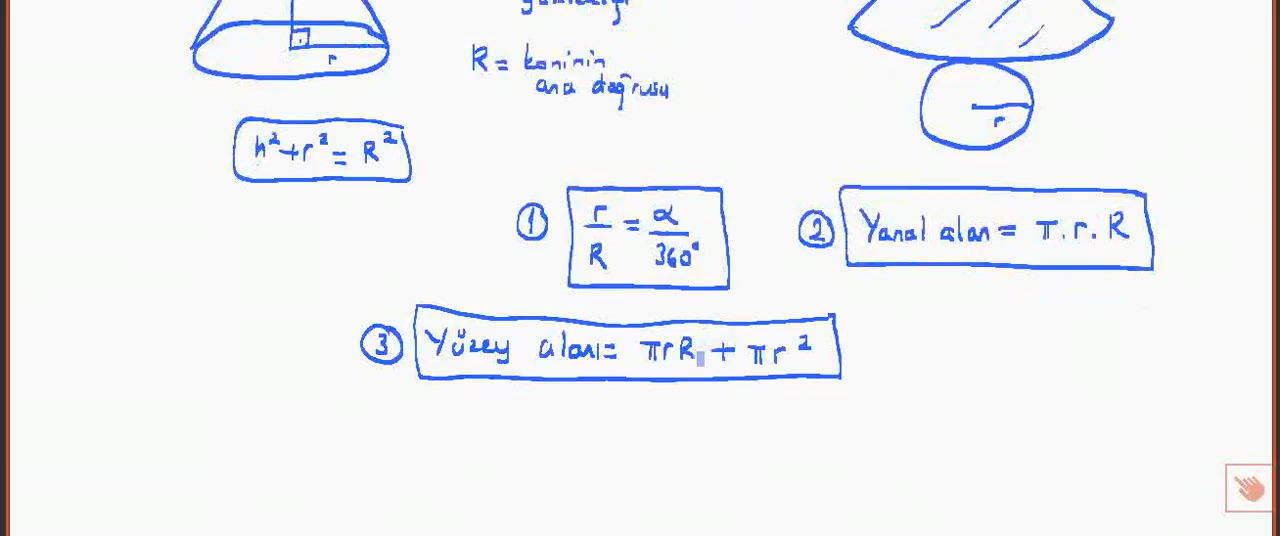 r
R = koninin
ana doğrusu
r
h² + r² = R²
① r/R = α/360°
② Yanal alan = π.r.R
③ Yüzey alanı = πrR + πr²